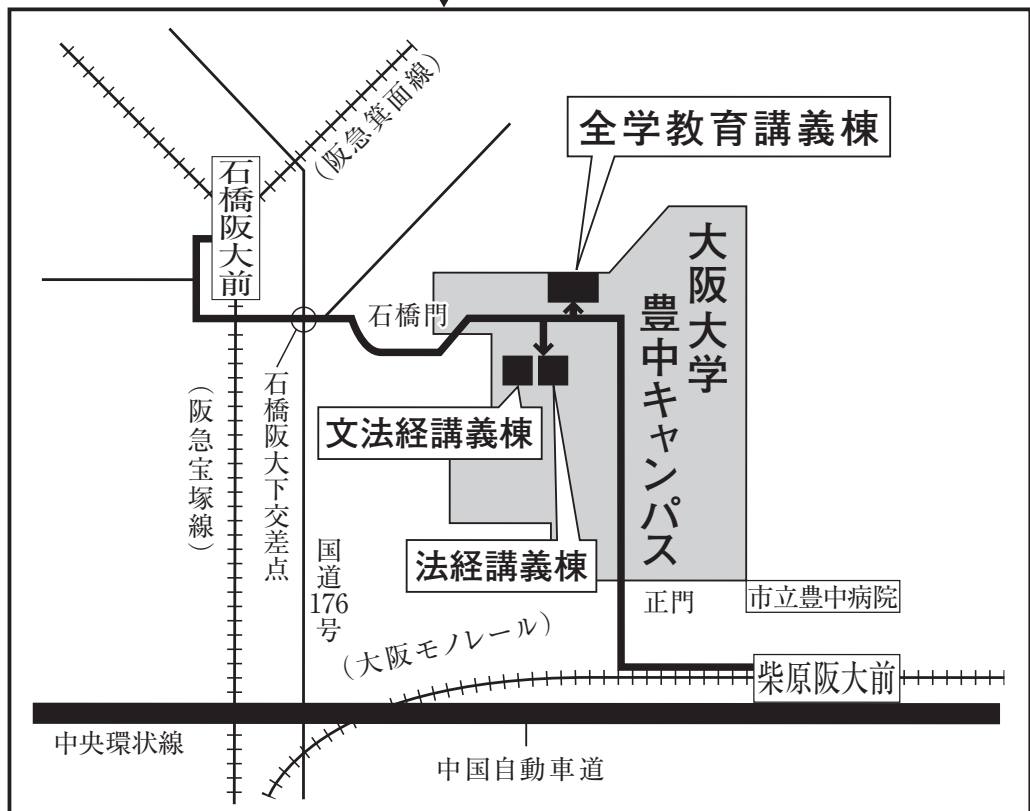 (阪急箕面線)
全学教育講義棟
石橋阪大前
大阪大学
豊中キャンパス
石橋門
(阪急宝塚線)
石橋阪大下交差点
文法経講義棟
法経講義棟
国道
176
号
正門
市立豊中病院
(大阪モノレール)
柴原阪大前
中央環状線
中国自動車道